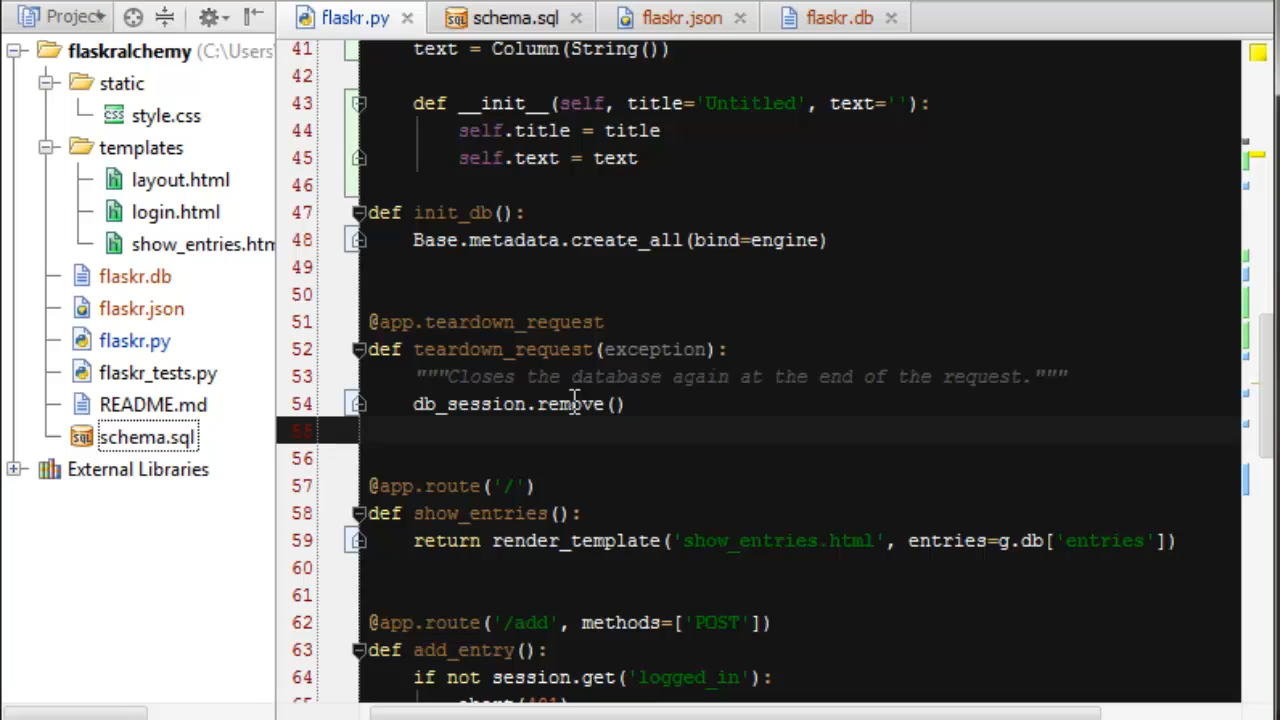 Project
flaskr.py
schema.sql
flaskr.json
flaskr.db
flaskralchemy (C:\Users
static
style.css
templates
layout.html
login.html
show_entries.htm
flaskr.db
flaskr.json
flaskr.py
flaskr_tests.py
README.md
schema.sql
External Libraries
41 text = Column(String())
42
43 def __init__(self, title='Untitled', text=''):
44 self.title = title
45 self.text = text
46
47 def init_db():
48 Base.metadata.create_all(bind=engine)
49
50
51 @app.teardown_request
52 def teardown_request(exception):
53 """Closes the database again at the end of the request."""
54 db_session.remove()
55
56
57 @app.route('/')
58 def show_entries():
59 return render_template('show_entries.html', entries=g.db['entries'])
60
61
62 @app.route('/add', methods=['POST'])
63 def add_entry():
64 if not session.get('logged_in'):
65 abort(401)